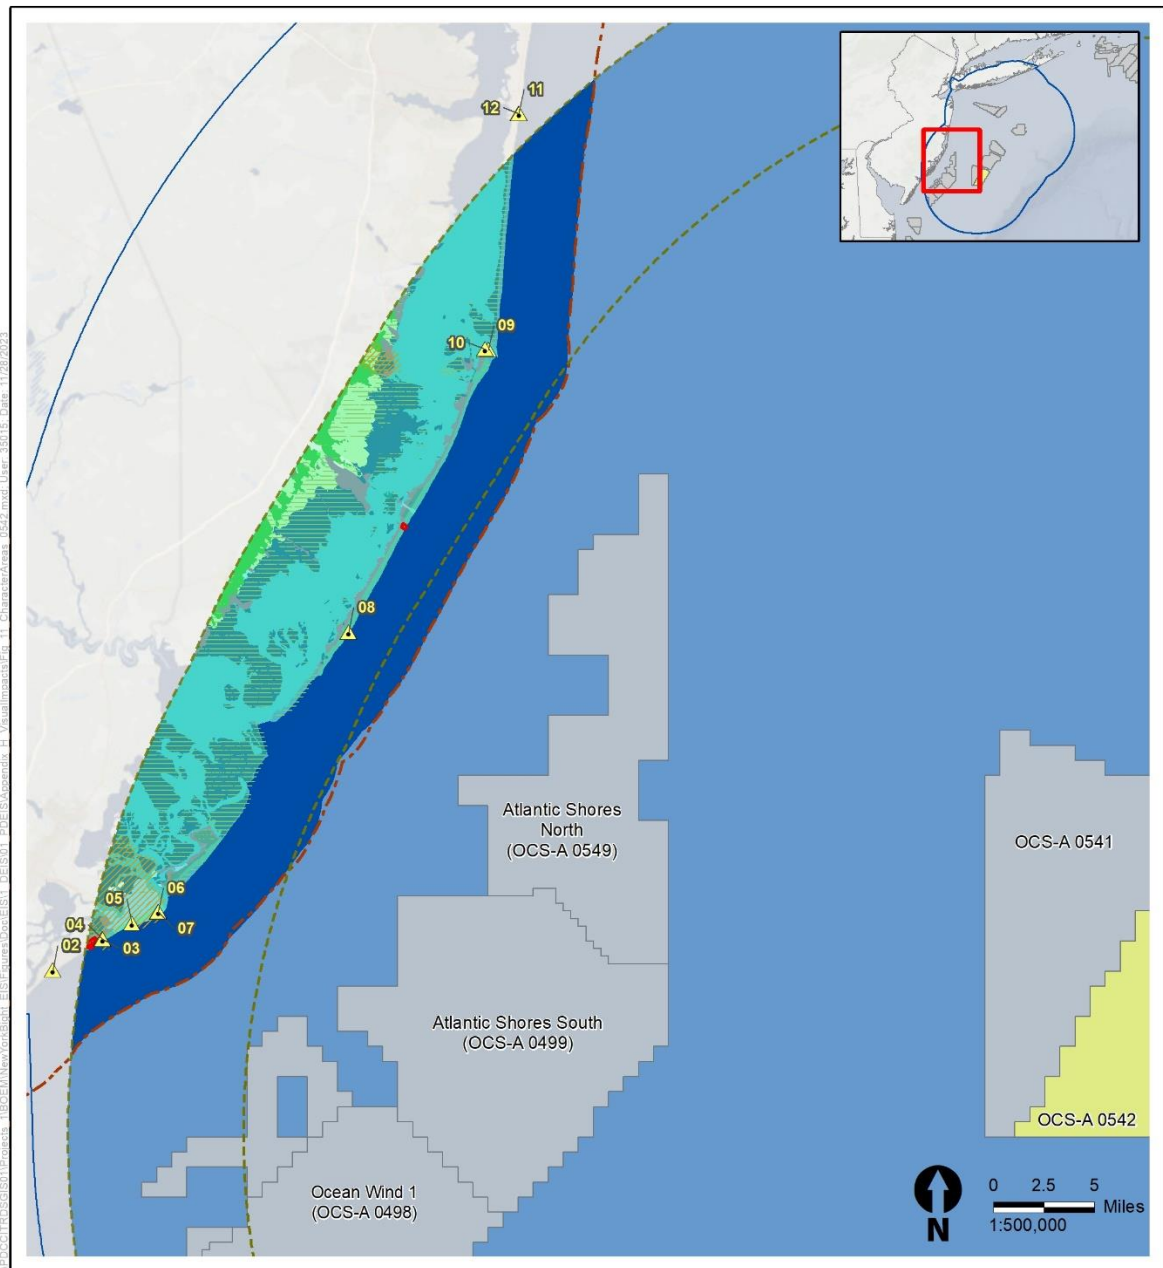 11
12
09
10
08
06
05
04
07
03
02
Atlantic Shores
North
(OCS-A 0549)
OCS-A 0541
Atlantic Shores South
(OCS-A 0499)
OCS-A 0542
Ocean Wind 1
(OCS-A 0498)
N
0 2.5 5
Miles
1:500,000